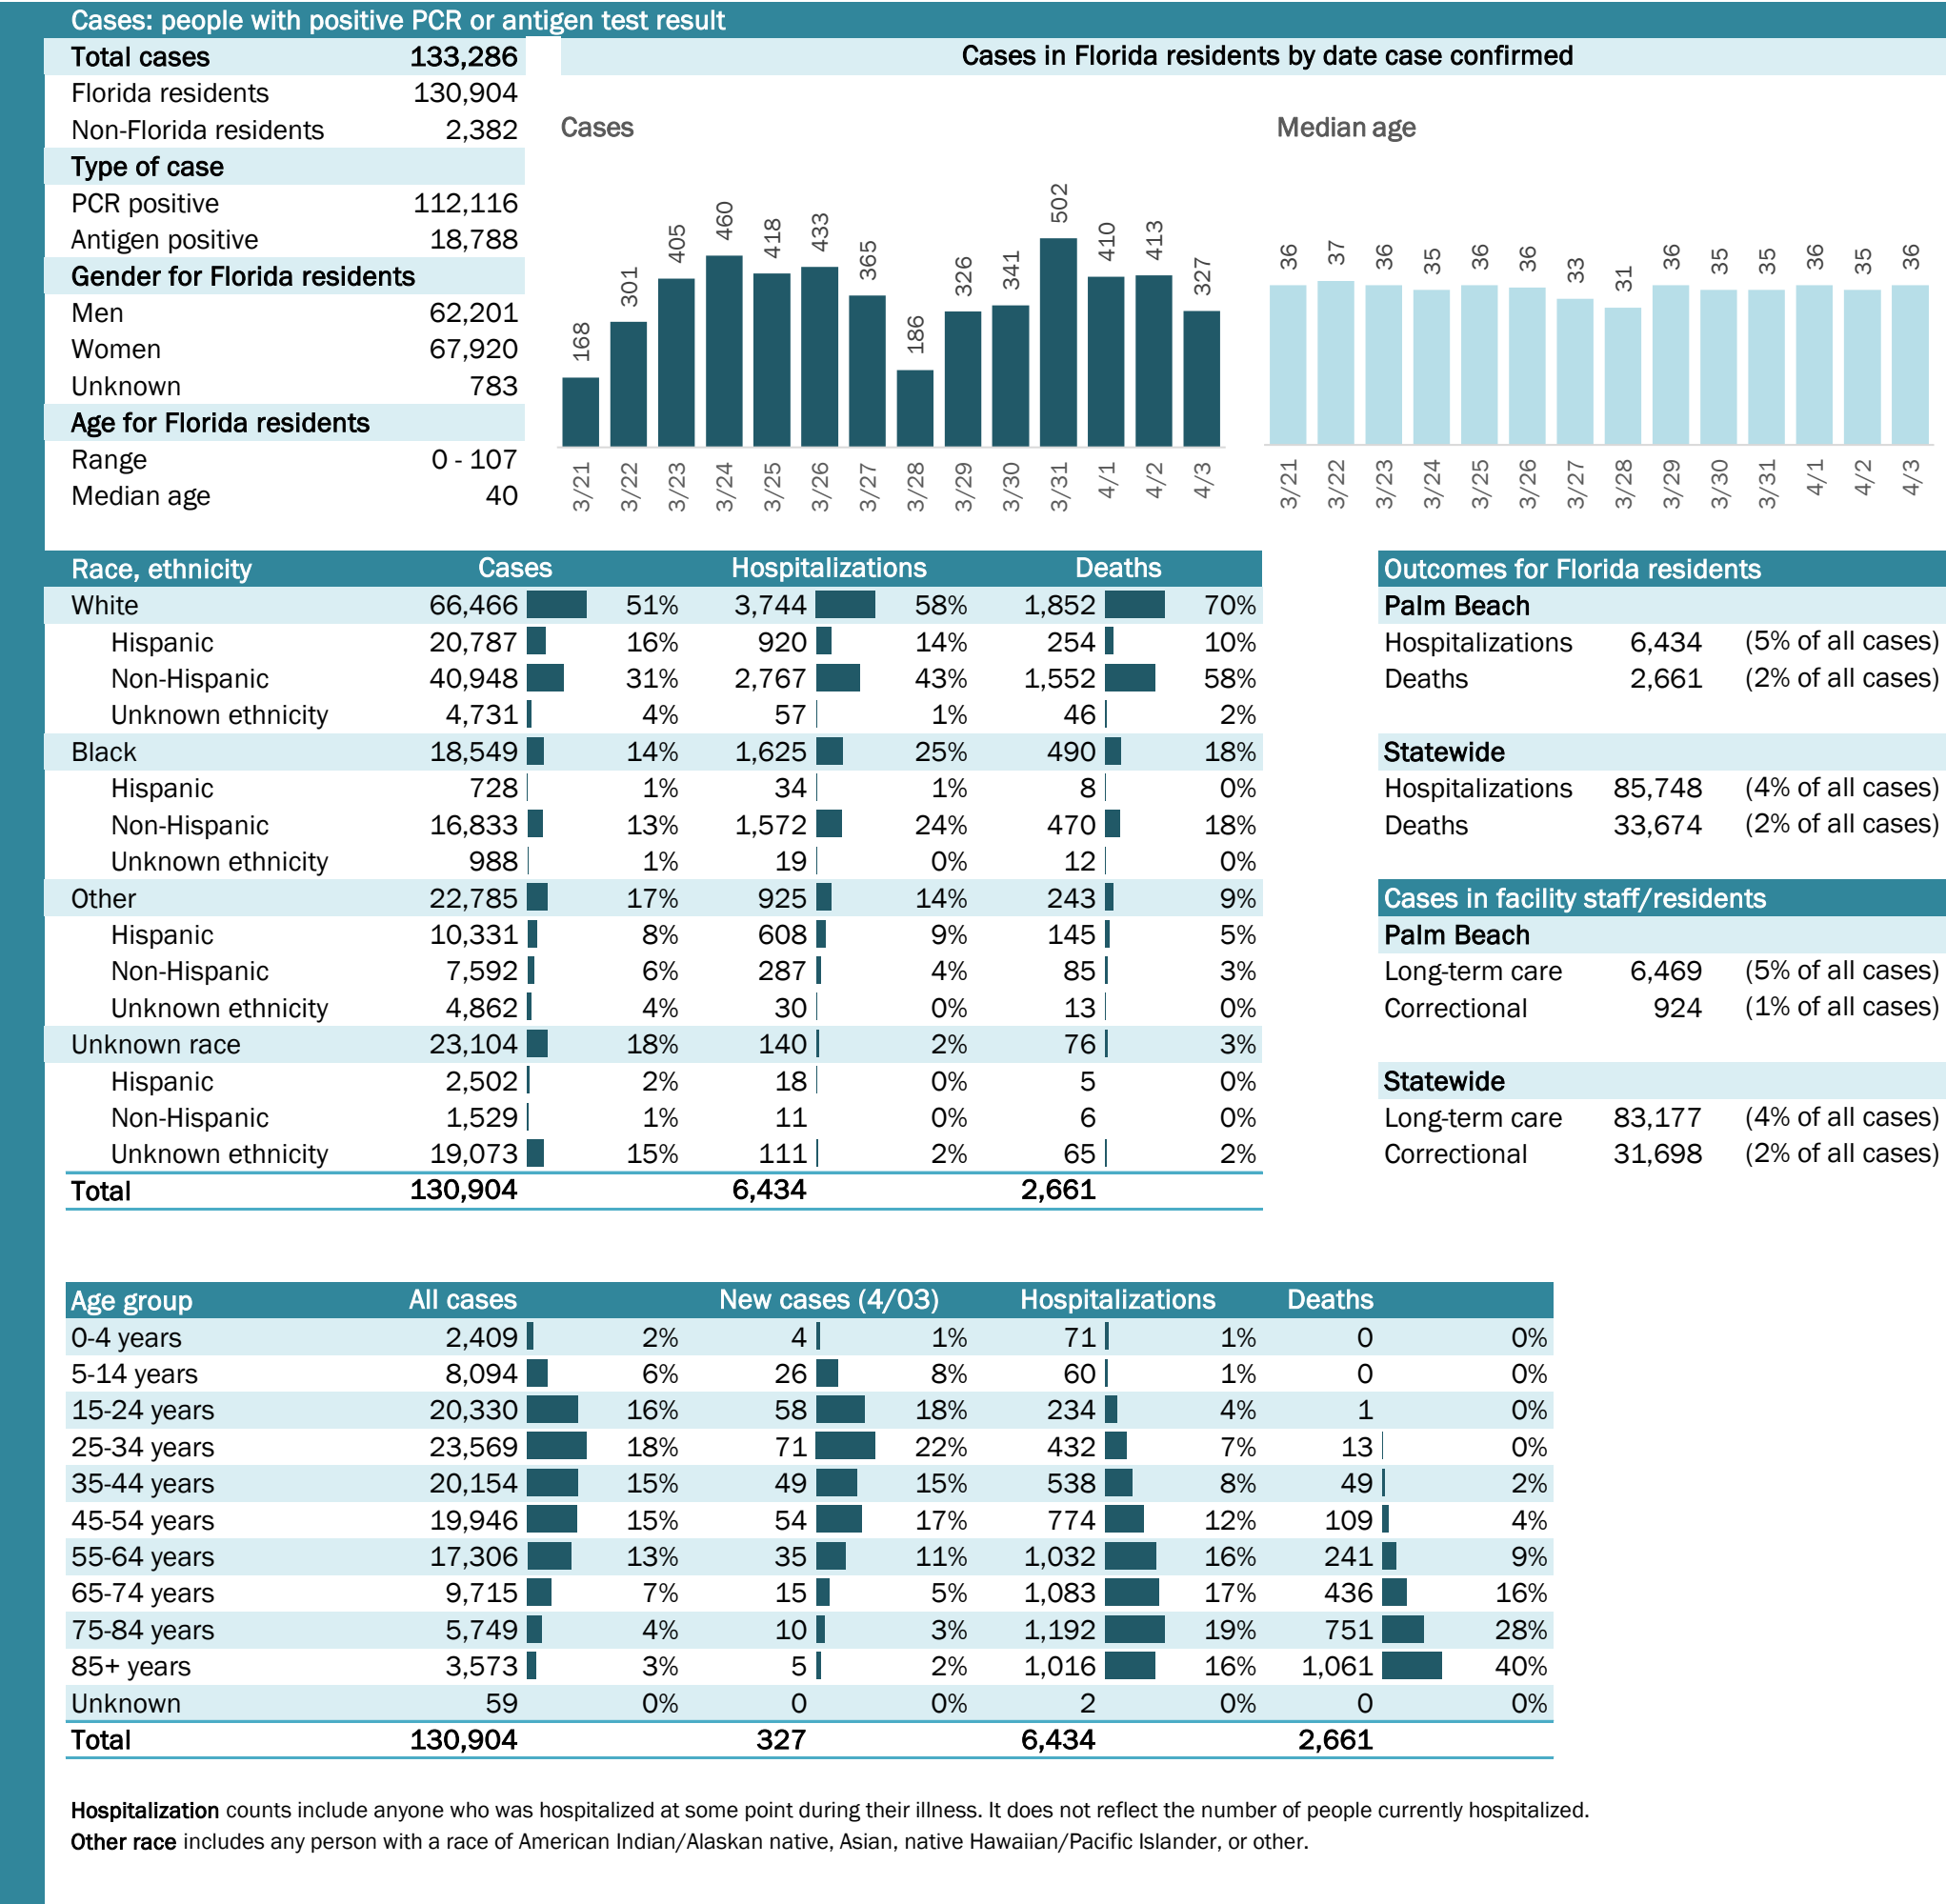 Cases: people with positive PCR or antigen test result
Total cases 133,286
Florida residents 130,904
Non-Florida residents 2,382
Type of case
PCR positive 112,116
Antigen positive 18,788
Gender for Florida residents
Men 62,201
Women 67,920
Unknown 783
Age for Florida residents
Range 0 - 107
Median age 40
Cases in Florida residents by date case confirmed
Cases
168 301 405 460 418 433 365 186 326 341 502 410 413 327
3/21 3/22 3/23 3/24 3/25 3/26 3/27 3/28 3/29 3/30 3/31 4/1 4/2 4/3
Median age
36 37 36 35 36 36 33 31 36 35 35 36 35 36
3/21 3/22 3/23 3/24 3/25 3/26 3/27 3/28 3/29 3/30 3/31 4/1 4/2 4/3
Race, ethnicity Cases Hospitalizations Deaths
White 66,466 51% 3,744 58% 1,852 70%
Hispanic 20,787 16% 920 14% 254 10%
Non-Hispanic 40,948 31% 2,767 43% 1,552 58%
Unknown ethnicity 4,731 4% 57 1% 46 2%
Black 18,549 14% 1,625 25% 490 18%
Hispanic 728 1% 34 1% 8 0%
Non-Hispanic 16,833 13% 1,572 24% 470 18%
Unknown ethnicity 988 1% 19 0% 12 0%
Other 22,785 17% 925 14% 243 9%
Hispanic 10,331 8% 608 9% 145 5%
Non-Hispanic 7,592 6% 287 4% 85 3%
Unknown ethnicity 4,862 4% 30 0% 13 0%
Unknown race 23,104 18% 140 2% 76 3%
Hispanic 2,502 2% 18 0% 5 0%
Non-Hispanic 1,529 1% 11 0% 6 0%
Unknown ethnicity 19,073 15% 111 2% 65 2%
Total 130,904 6,434 2,661
Outcomes for Florida residents
Palm Beach
Hospitalizations 6,434 (5% of all cases)
Deaths 2,661 (2% of all cases)
Statewide
Hospitalizations 85,748 (4% of all cases)
Deaths 33,674 (2% of all cases)
Cases in facility staff/residents
Palm Beach
Long-term care 6,469 (5% of all cases)
Correctional 924 (1% of all cases)
Statewide
Long-term care 83,177 (4% of all cases)
Correctional 31,698 (2% of all cases)
Age group All cases New cases (4/03) Hospitalizations Deaths
0-4 years 2,409 2% 4 1% 71 1% 0 0%
5-14 years 8,094 6% 26 8% 60 1% 0 0%
15-24 years 20,330 16% 58 18% 234 4% 1 0%
25-34 years 23,569 18% 71 22% 432 7% 13 0%
35-44 years 20,154 15% 49 15% 538 8% 49 2%
45-54 years 19,946 15% 54 17% 774 12% 109 4%
55-64 years 17,306 13% 35 11% 1,032 16% 241 9%
65-74 years 9,715 7% 15 5% 1,083 17% 436 16%
75-84 years 5,749 4% 10 3% 1,192 19% 751 28%
85+ years 3,573 3% 5 2% 1,016 16% 1,061 40%
Unknown 59 0% 0 0% 2 0% 0 0%
Total 130,904 327 6,434 2,661
Hospitalization counts include anyone who was hospitalized at some point during their illness. It does not reflect the number of people currently hospitalized.
Other race includes any person with a race of American Indian/Alaskan native, Asian, native Hawaiian/Pacific Islander, or other.